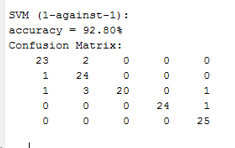 SVM (1-against-1):
accuracy = 92.80%
Confusion Matrix:
23 2 0 0 0
1 24 0 0 0
1 3 20 0 1
0 0 0 24 1
0 0 0 0 25